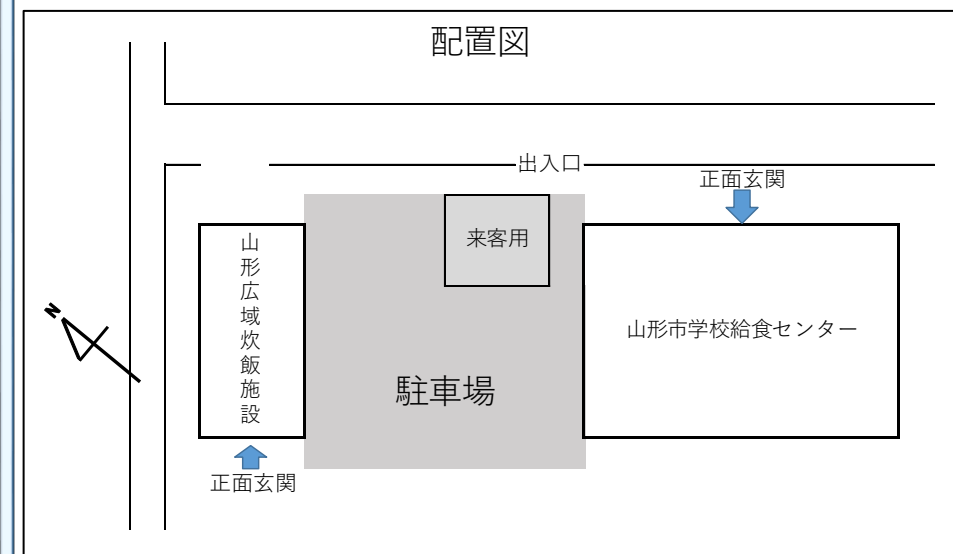 配置図
出入口
正面玄関
来客用
山形広域炊飯施設
山形市学校給食センター
駐車場
正面玄関
N